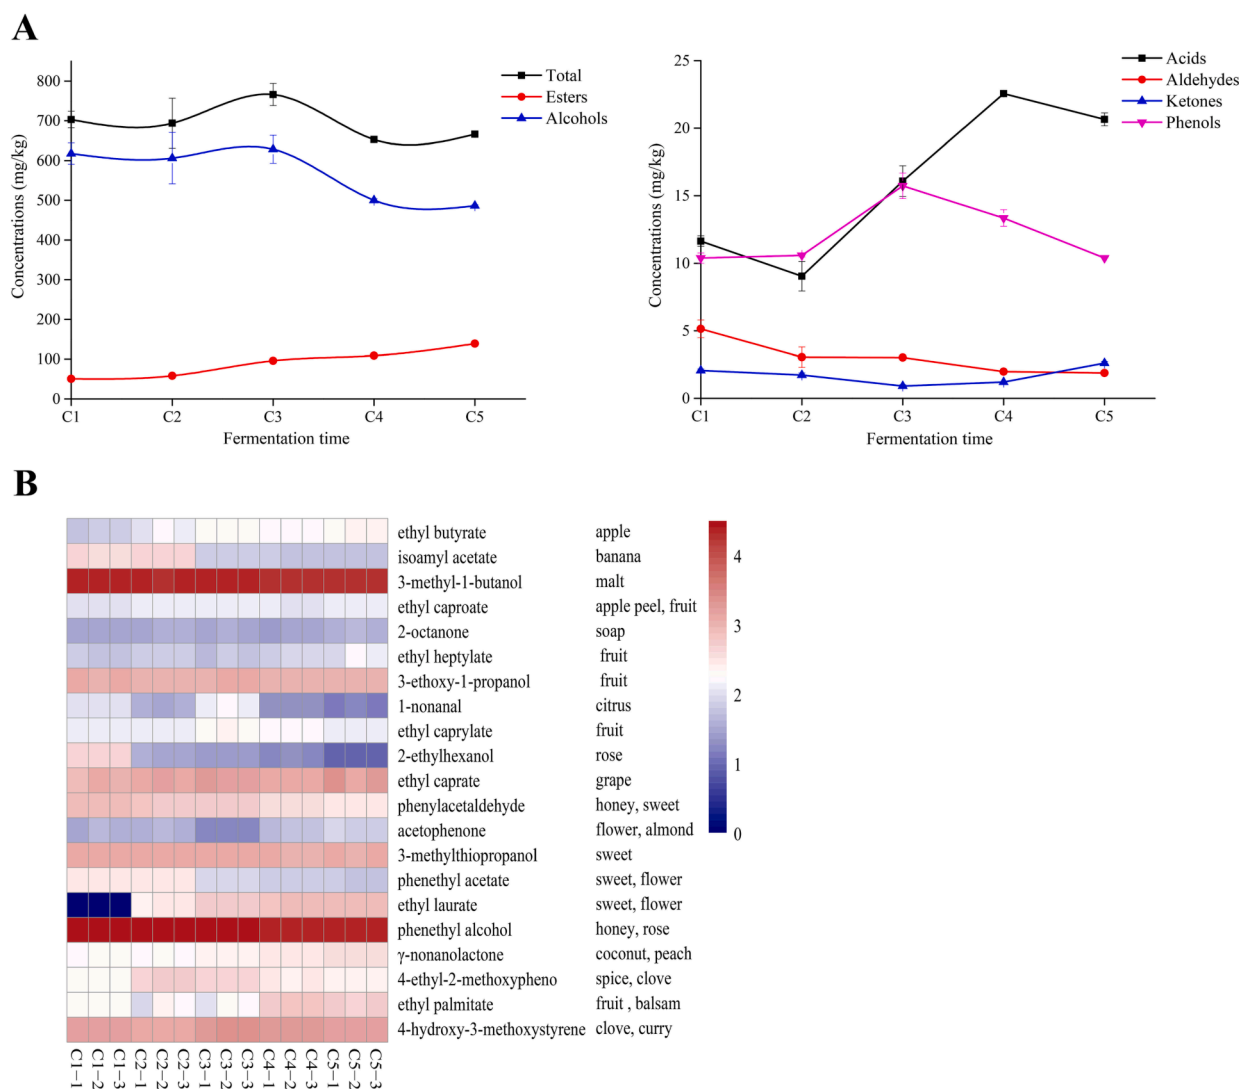 A
Total
Esters
Alcohols
Concentrations (mg/kg)
800
700
600
500
400
300
200
100
0
C1
C2
C3
C4
C5
Fermentation time
Acids
Aldehydes
Ketones
Phenols
Concentrations (mg/kg)
25
20
15
10
5
0
C1
C2
C3
C4
C5
Fermentation time
B
ethyl butyrate apple
isoamyl acetate banana
3-methyl-1-butanol malt
ethyl caproate apple peel, fruit
2-octanone soap
ethyl heptylate fruit
3-ethoxy-1-propanol fruit
1-nonanal citrus
ethyl caprylate fruit
2-ethylhexanol rose
ethyl caprate grape
phenylacetaldehyde honey, sweet
acetophenone flower, almond
3-methylthiopropanol sweet
phenethyl acetate sweet, flower
ethyl laurate sweet, flower
phenethyl alcohol honey, rose
γ-nonanolactone coconut, peach
4-ethyl-2-methoxypheno spice, clove
ethyl palmitate fruit , balsam
4-hydroxy-3-methoxystyrene clove, curry
4
3
2
1
0
C1-1
C1-2
C1-3
C2-1
C2-2
C2-3
C3-1
C3-2
C3-3
C4-1
C4-2
C4-3
C5-1
C5-2
C5-3